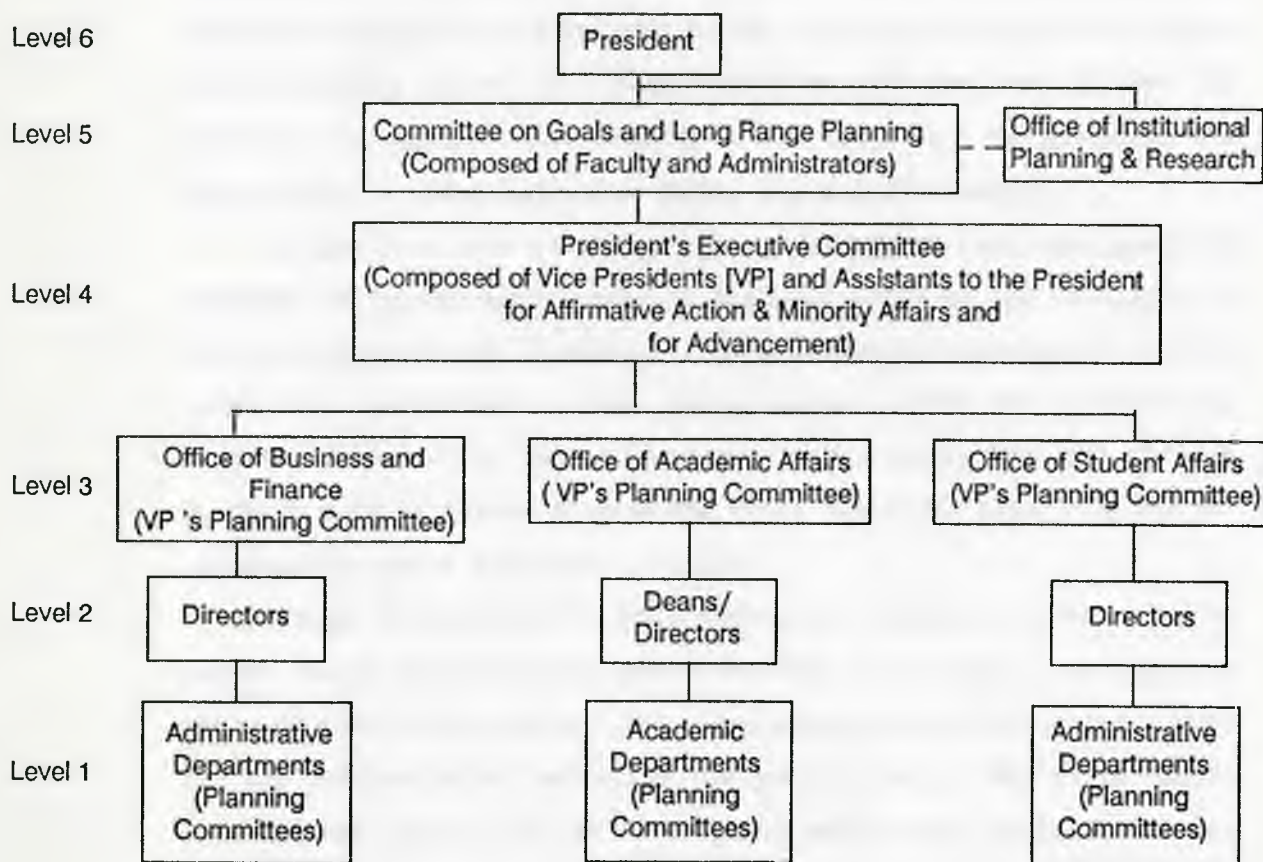 Level 6
President
Level 5
Committee on Goals and Long Range Planning
(Composed of Faculty and Administrators)
Office of Institutional
Planning & Research
Level 4
President's Executive Committee
(Composed of Vice Presidents [VP] and Assistants to the President
for Affirmative Action & Minority Affairs and
for Advancement)
Level 3
Office of Business and
Finance
(VP 's Planning Committee)
Office of Academic Affairs
( VP's Planning Committee)
Office of Student Affairs
(VP's Planning Committee)
Level 2
Directors
Deans/
Directors
Directors
Level 1
Administrative
Departments
(Planning
Committees)
Academic
Departments
(Planning
Committees)
Administrative
Departments
(Planning
Committees)